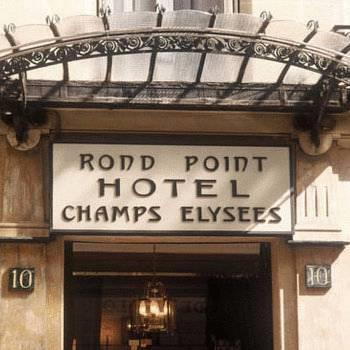 ROND POINT
HOTEL
CHAMPS ELYSEES
10 10